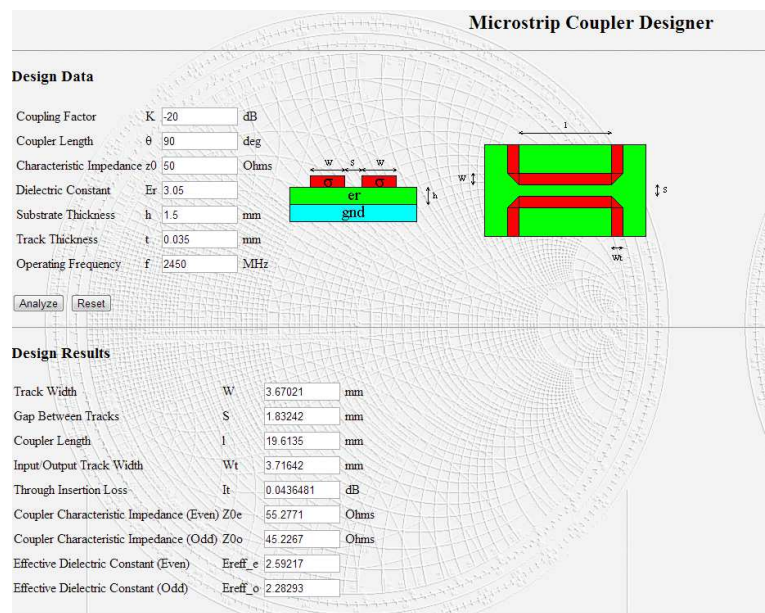 Microstrip Coupler Designer
Design Data
Coupling Factor K -20 dB
Coupler Length θ 90 deg
Characteristic Impedance z0 50 Ohms
Dielectric Constant Er 3.05
Substrate Thickness h 1.5 mm
Track Thickness t 0.035 mm
Operating Frequency f 2450 MHz
W S W
σ σ
er
gnd
h
l
W
S
Wt
Analyze Reset
Design Results
Track Width W 3.67021 mm
Gap Between Tracks S 1.83242 mm
Coupler Length l 19.6135 mm
Input/Output Track Width Wt 3.71642 mm
Through Insertion Loss It 0.0436481 dB
Coupler Characteristic Impedance (Even) Z0e 55.2771 Ohms
Coupler Characteristic Impedance (Odd) Z0o 45.2267 Ohms
Effective Dielectric Constant (Even) Ereff_e 2.59217
Effective Dielectric Constant (Odd) Ereff_o 2.28293